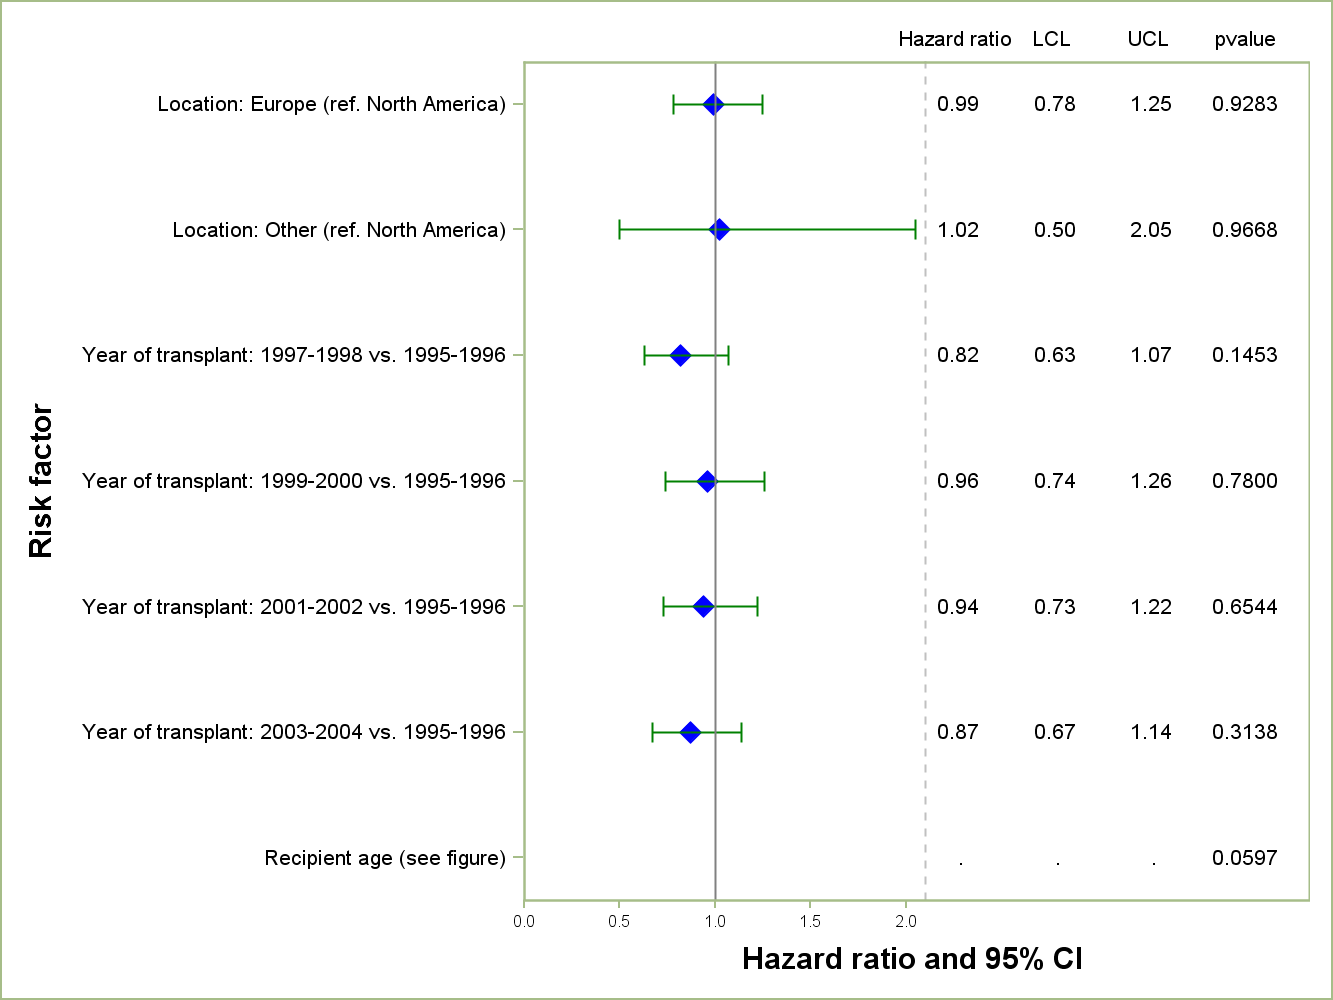 Hazard ratio LCL UCL pvalue
Location: Europe (ref. North America) 0.99 0.78 1.25 0.9283
Location: Other (ref. North America) 1.02 0.50 2.05 0.9668
Year of transplant: 1997-1998 vs. 1995-1996 0.82 0.63 1.07 0.1453
Year of transplant: 1999-2000 vs. 1995-1996 0.96 0.74 1.26 0.7800
Year of transplant: 2001-2002 vs. 1995-1996 0.94 0.73 1.22 0.6544
Year of transplant: 2003-2004 vs. 1995-1996 0.87 0.67 1.14 0.3138
Recipient age (see figure) . . . 0.0597
Risk factor
0.0 0.5 1.0 1.5 2.0
Hazard ratio and 95% CI